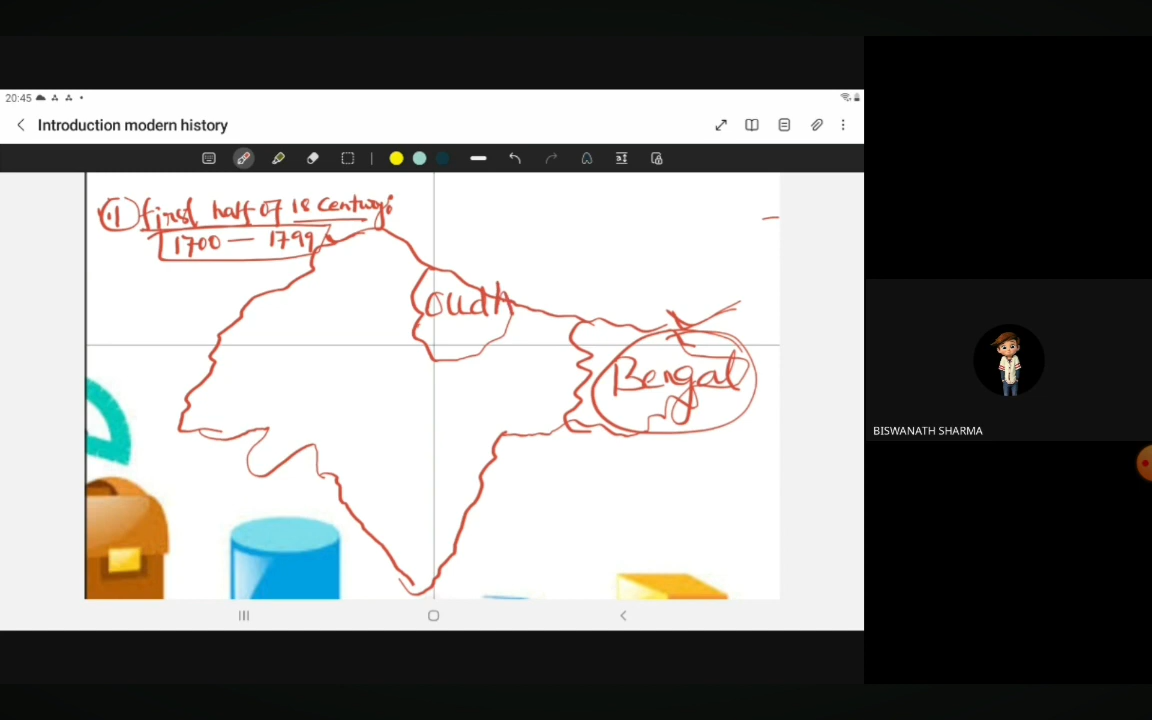 20:45
Introduction modern history
1 first half of 18 Century:
1700 — 1799
oudh
Bengal
BISWANATH SHARMA